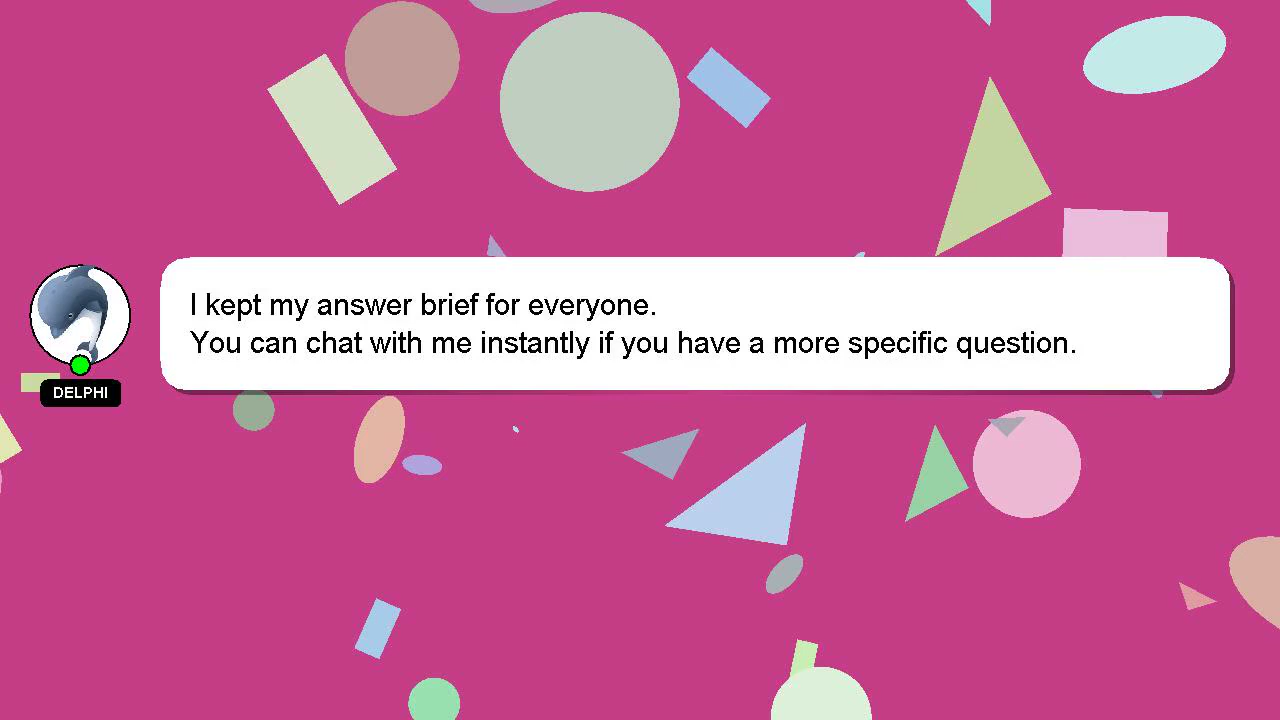 I kept my answer brief for everyone.
You can chat with me instantly if you have a more specific question.
DELPHI